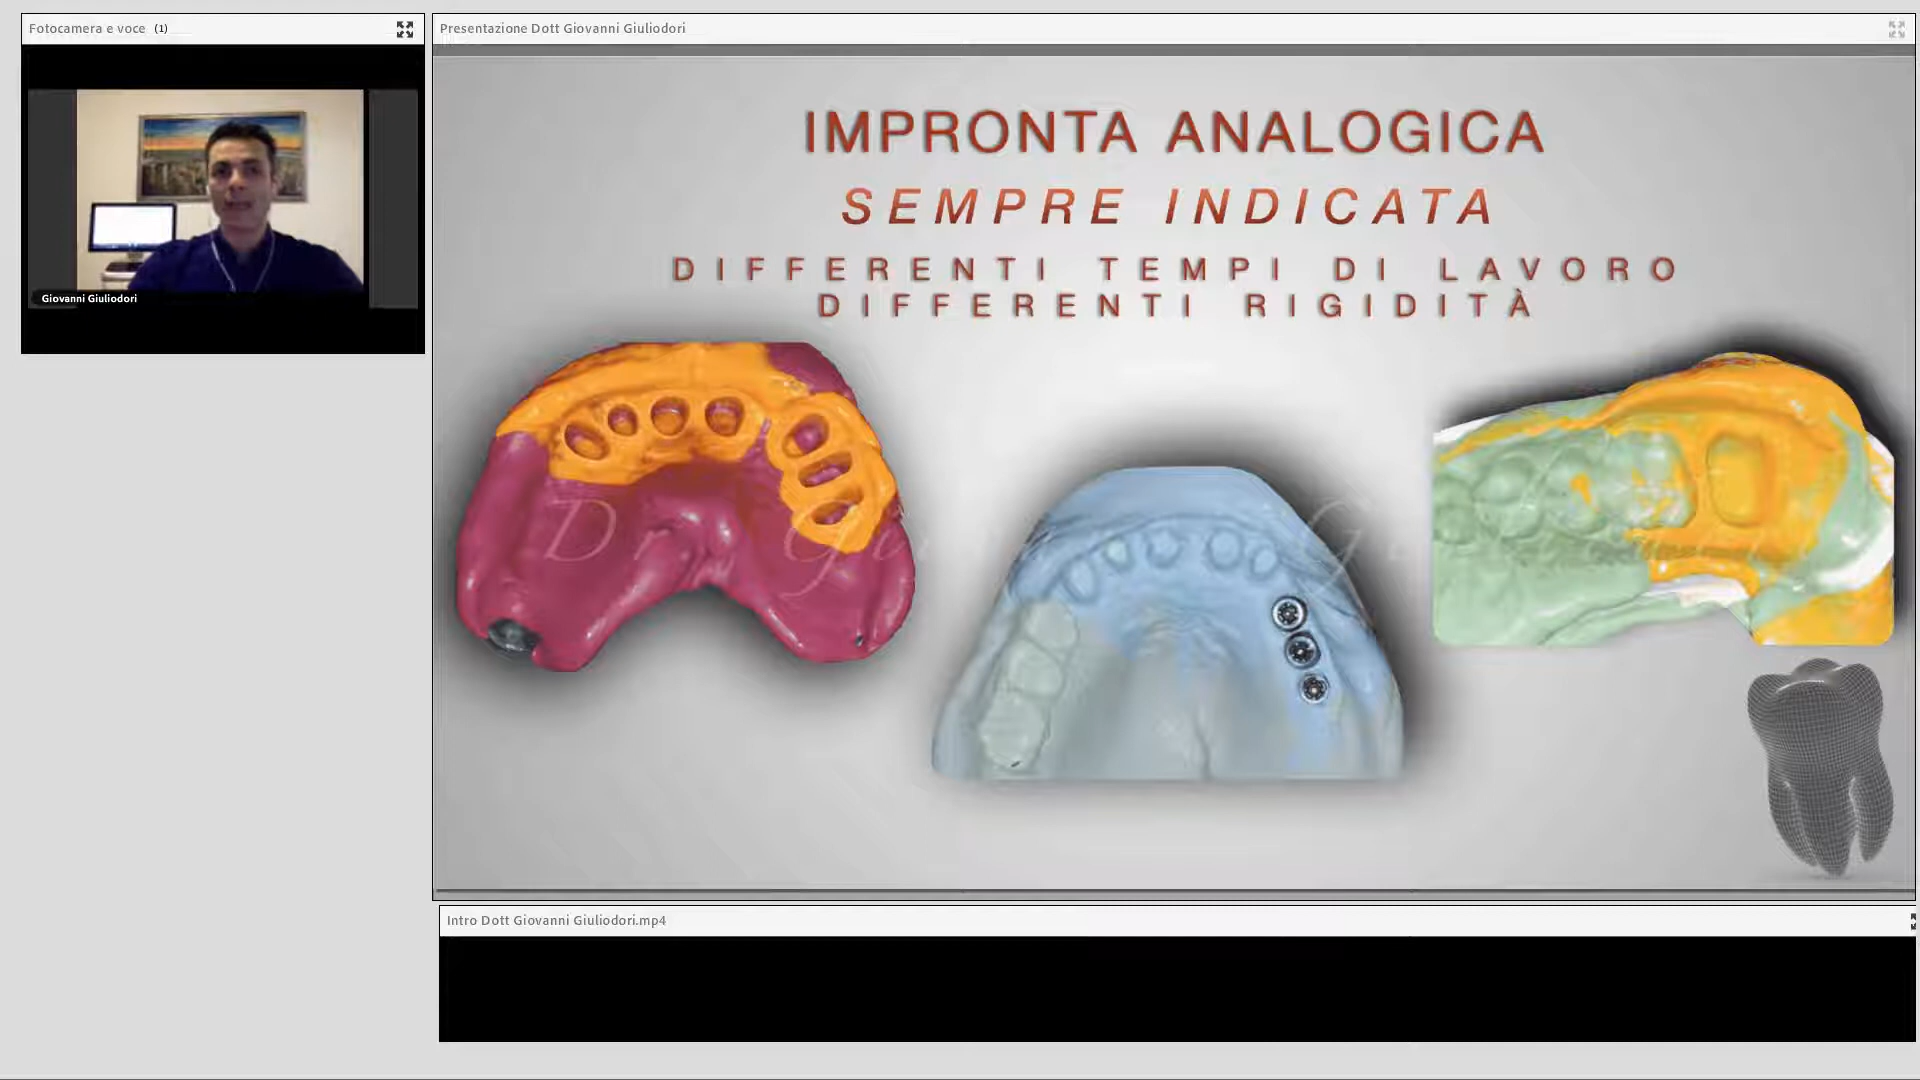 Fotocamera e voce (1)
Giovanni Giuliodori
Presentazione Dott Giovanni Giuliodori
IMPRONTA ANALOGICA
SEMPRE INDICATA
DIFFERENTI TEMPI DI LAVORO
DIFFERENTI RIGIDITÀ
Intro Dott Giovanni Giuliodori.mp4